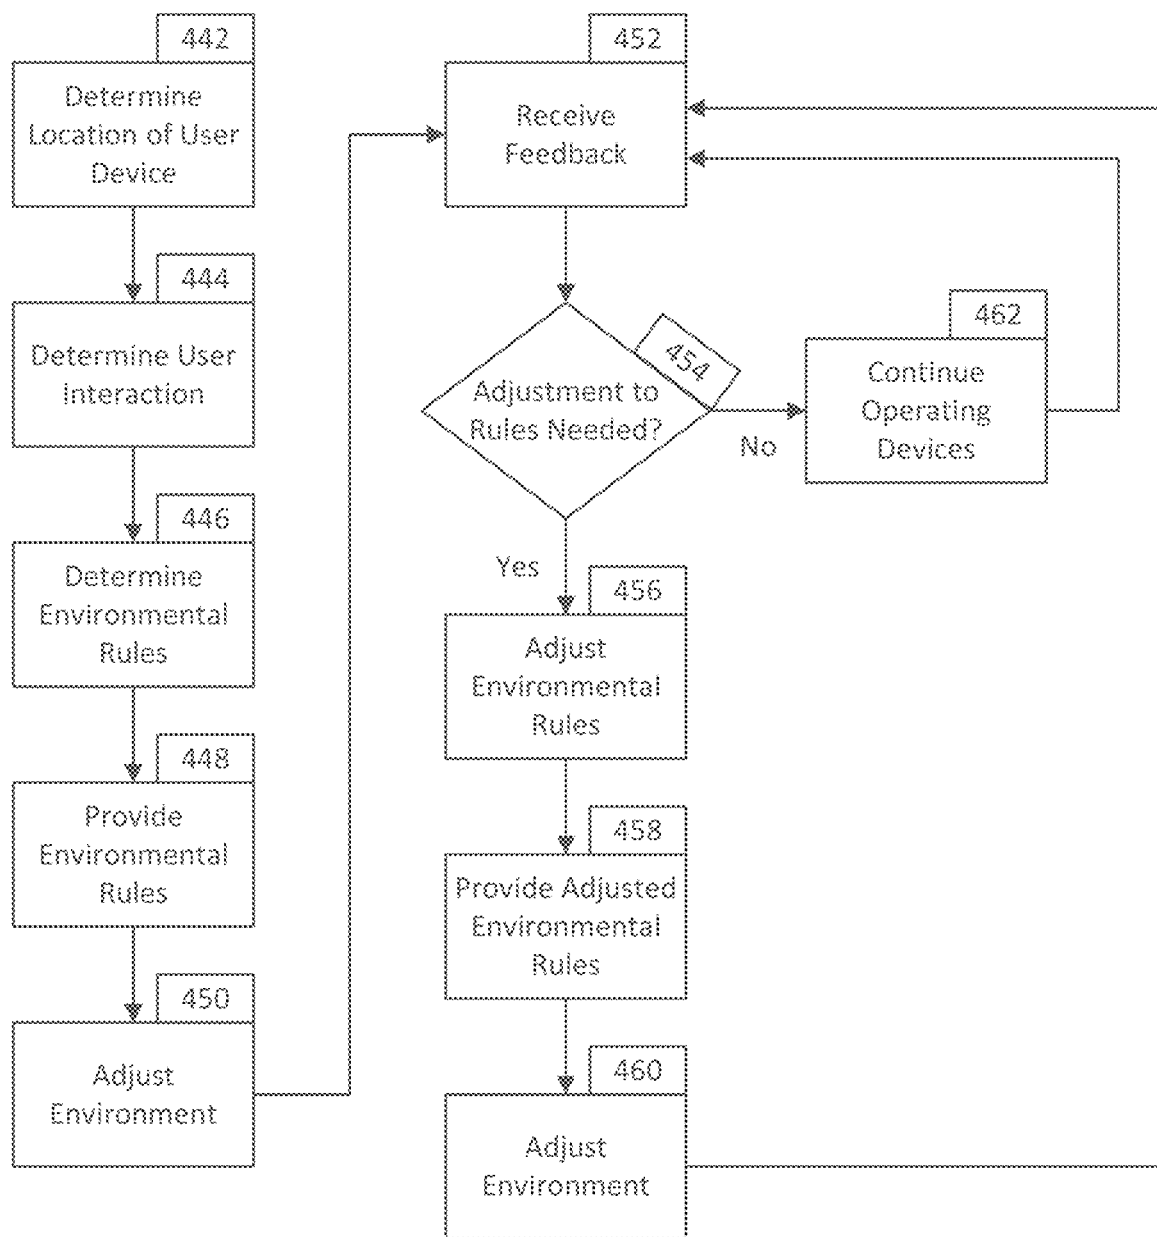 442
Determine
Location of User
Device
444
Determine User
Interaction
446
Determine
Environmental
Rules
448
Provide
Environmental
Rules
450
Adjust
Environment
452
Receive
Feedback
454
Adjustment to
Rules Needed?
No
462
Continue
Operating
Devices
Yes
456
Adjust
Environmental
Rules
458
Provide Adjusted
Environmental
Rules
460
Adjust
Environment